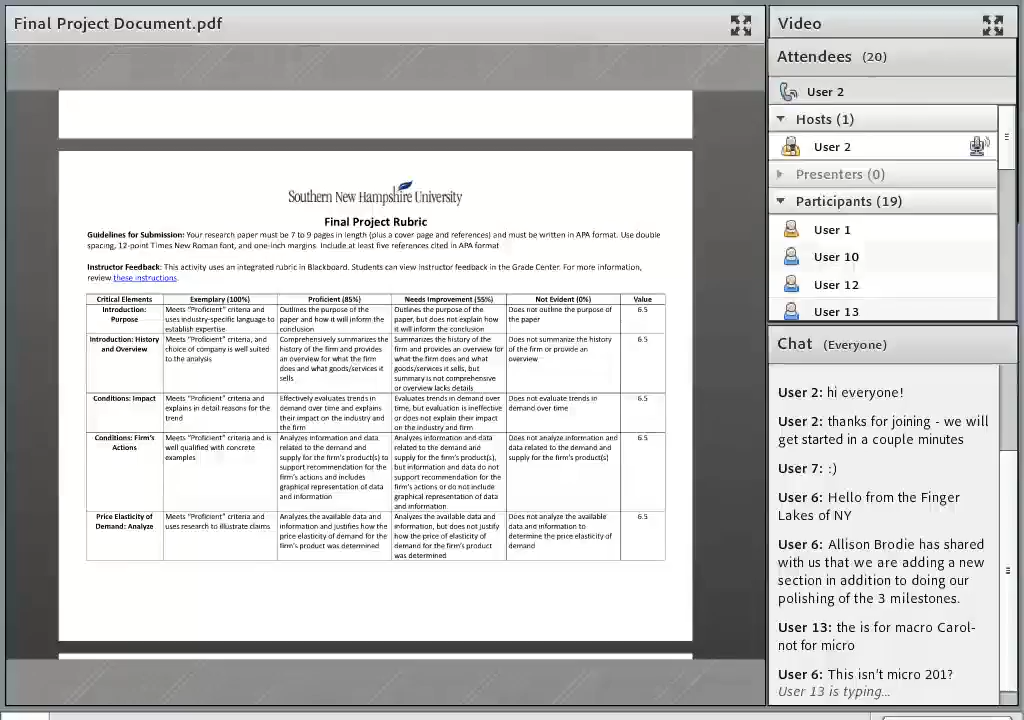 Final Project Document.pdf
Southern New Hampshire University
Final Project Rubric
Guidelines for Submission: Your research paper must be 7 to 9 pages in length (plus a cover page and references) and must be written in APA format. Use double
spacing, 12-point Times New Roman font, and one-inch margins. Include at least five references cited in APA format.
Instructor Feedback: This activity uses an integrated rubric in Blackboard. Students can view instructor feedback in the Grade Center. For more information,
review these instructions.
Critical Elements Exemplary (100%) Proficient (85%) Needs Improvement (55%) Not Evident (0%) Value
Introduction:
Purpose
Meets "Proficient" criteria and
uses industry-specific language to
establish expertise
Outlines the purpose of the
paper and how it will inform the
conclusion
Outlines the purpose of the
paper, but does not explain how
it will inform the conclusion
Does not outline the purpose of
the paper
6.5
Introduction: History
and Overview
Meets "Proficient" criteria, and
choice of company is well suited
to the analysis
Comprehensively summarizes the
history of the firm and provides
an overview for what the firm
does and what goods/services it
sells
Summarizes the history of the
firm and provides an overview for
what the firm does and what
goods/services it sells, but
summary is not comprehensive
or overview lacks details
Does not summarize the history
of the firm or provide an
overview
6.5
Conditions: Impact
Meets "Proficient" criteria and
explains in detail reasons for the
trend
Effectively evaluates trends in
demand over time and explains
their impact on the industry and
the firm
Evaluates trends in demand over
time, but evaluation is ineffective
or does not explain their impact
on the industry and firm
Does not evaluate trends in
demand over time
6.5
Conditions: Firm's
Actions
Meets "Proficient" criteria and is
well qualified with concrete
examples
Analyzes information and data
related to the demand and
supply for the firm's product(s) to
support recommendation for the
firm's actions and includes
graphical representation of data
and information
Analyzes information and data
related to the demand and
supply for the firm's product(s),
but information and data do not
support recommendation for the
firm's actions or do not include
graphical representation of data
and information.
Does not analyze information and
data related to the demand and
supply for the firm's product(s)
6.5
Price Elasticity of
Demand: Analyze
Meets "Proficient" criteria and
uses research to illustrate claims
Analyzes the available data and
information and justifies how the
price elasticity of demand for the
firm's product was determined
Analyzes the available data and
information, but does not justify
how the price of elasticity of
demand for the firm's product
was determined
Does not analyze the available
data and information to
determine the price elasticity of
demand
6.5
Video
Attendees (20)
User 2
Hosts (1)
User 2
Presenters (0)
Participants (19)
User 1
User 10
User 12
User 13
Chat (Everyone)
User 2: hi everyone!
User 2: thanks for joining - we will
get started in a couple minutes
User 7: :)
User 6: Hello from the Finger
Lakes of NY
User 6: Allison Brodie has shared
with us that we are adding a new
section in addition to doing our
polishing of the 3 milestones.
User 13: the is for macro Carol-
not for micro
User 6: This isn't micro 201?
User 13 is typing...